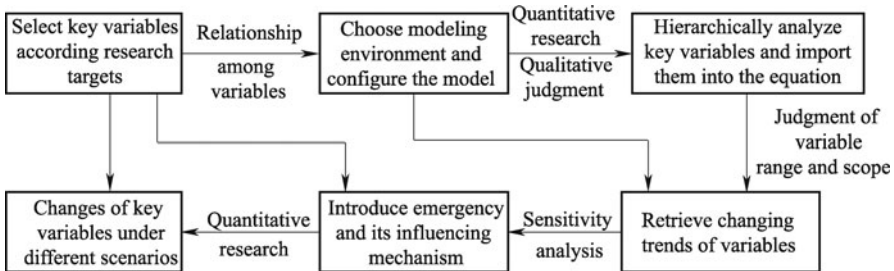 Select key variables
according research
targets
Relationship
among
variables
Choose modeling
environment and
configure the model
Quantitative
research
Qualitative
judgment
Hierarchically analyze
key variables and import
them into the equation
Judgment of
variable
range and scope
Changes of key
variables under
different scenarios
Quantitative
research
Introduce emergency
and its influencing
mechanism
Sensitivity
analysis
Retrieve changing
trends of variables